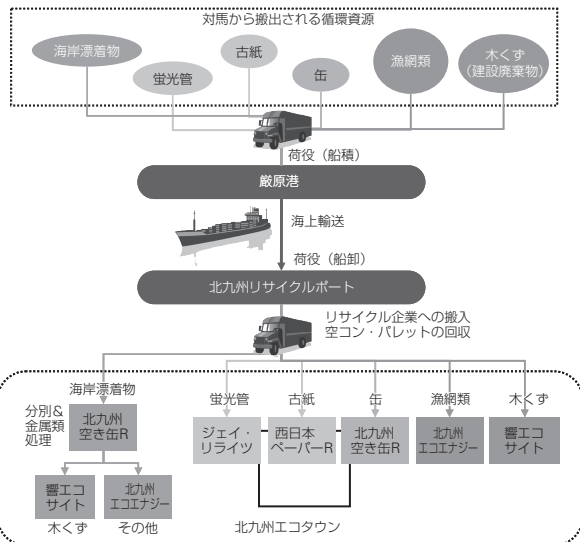 対馬から搬出される循環資源
海岸漂着物
蛍光管
古紙
缶
漁網類
木くず
(建設廃棄物)
荷役（船積）
厳原港
海上輸送
荷役（船卸）
北九州リサイクルポート
リサイクル企業への搬入
空コン・パレットの回収
海岸漂着物
分別&
金属類
処理
北九州
空き缶R
響エコ
サイト
木くず
北九州
エコエナジー
その他
蛍光管
ジェイ・
リライツ
古紙
西日本
ペーパーR
缶
北九州
空き缶R
漁網類
北九州
エコエナジー
木くず
響エコ
サイト
北九州エコタウン